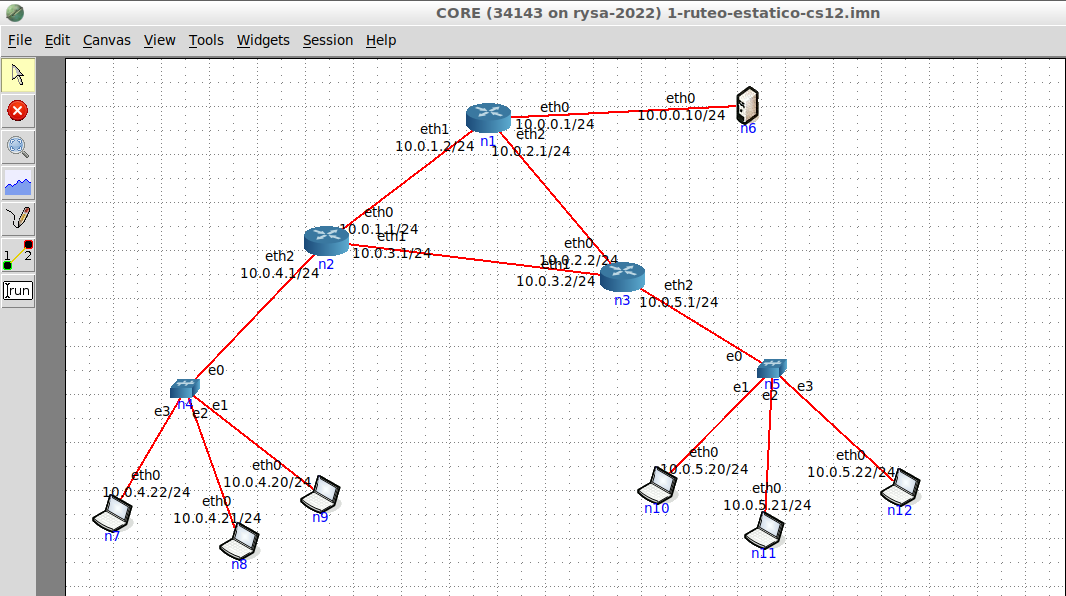 CORE (34143 on rysa-2022) 1-ruteo-estatico-cs12.imn
File Edit Canvas View Tools Widgets Session Help
eth0
10.0.0.1/24
eth0
10.0.0.10/24
n6
eth1
10.0.1.2/24
n1
eth2
10.0.2.1/24
eth0
10.0.1.1/24
eth1
10.0.3.1/24
n2
eth2
10.0.4.1/24
eth0
10.0.2.2/24
eth1
10.0.3.2/24
n3
eth2
10.0.5.1/24
1 2
run
e0
n4
e3
e2
e1
e0
n5
e1
e2
e3
eth0
10.0.4.22/24
n7
eth0
10.0.4.21/24
n8
eth0
10.0.4.20/24
n9
eth0
10.0.5.20/24
n10
eth0
10.0.5.21/24
n11
eth0
10.0.5.22/24
n12